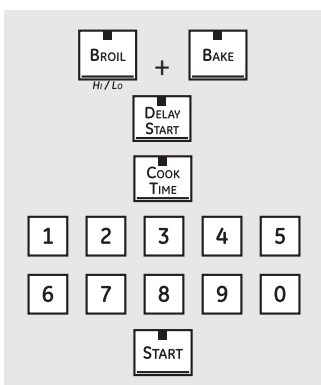 BROIL + BAKE
HI / LO
DELAY
START
COOK
TIME
1 2 3 4 5
6 7 8 9 0
START